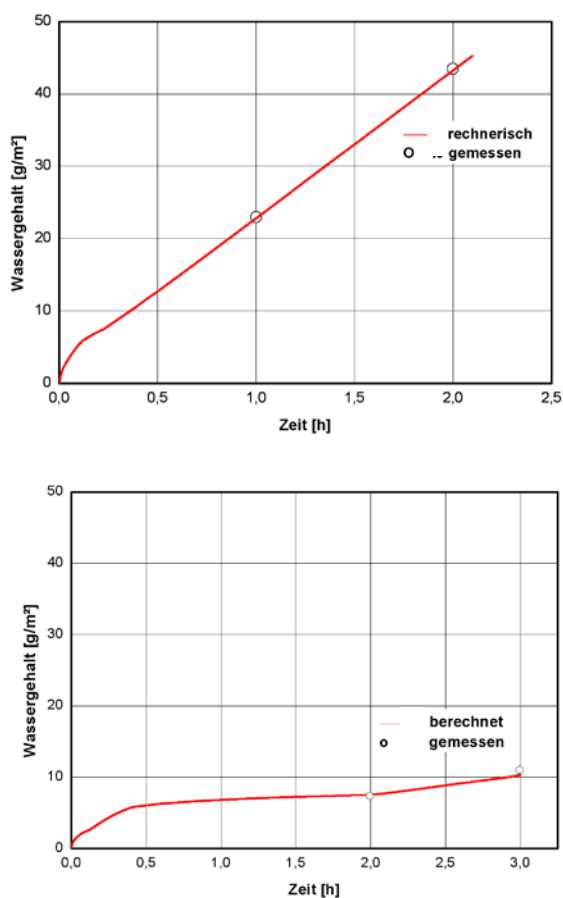 50
40
30
20
10
0
Wassergehalt [g/m²]
rechnerisch
gemessen
0,0 0,5 1,0 1,5 2,0 2,5
Zeit [h]
50
40
30
20
10
0
Wassergehalt [g/m²]
berechnet
gemessen
0,0 0,5 1,0 1,5 2,0 2,5 3,0
Zeit [h]